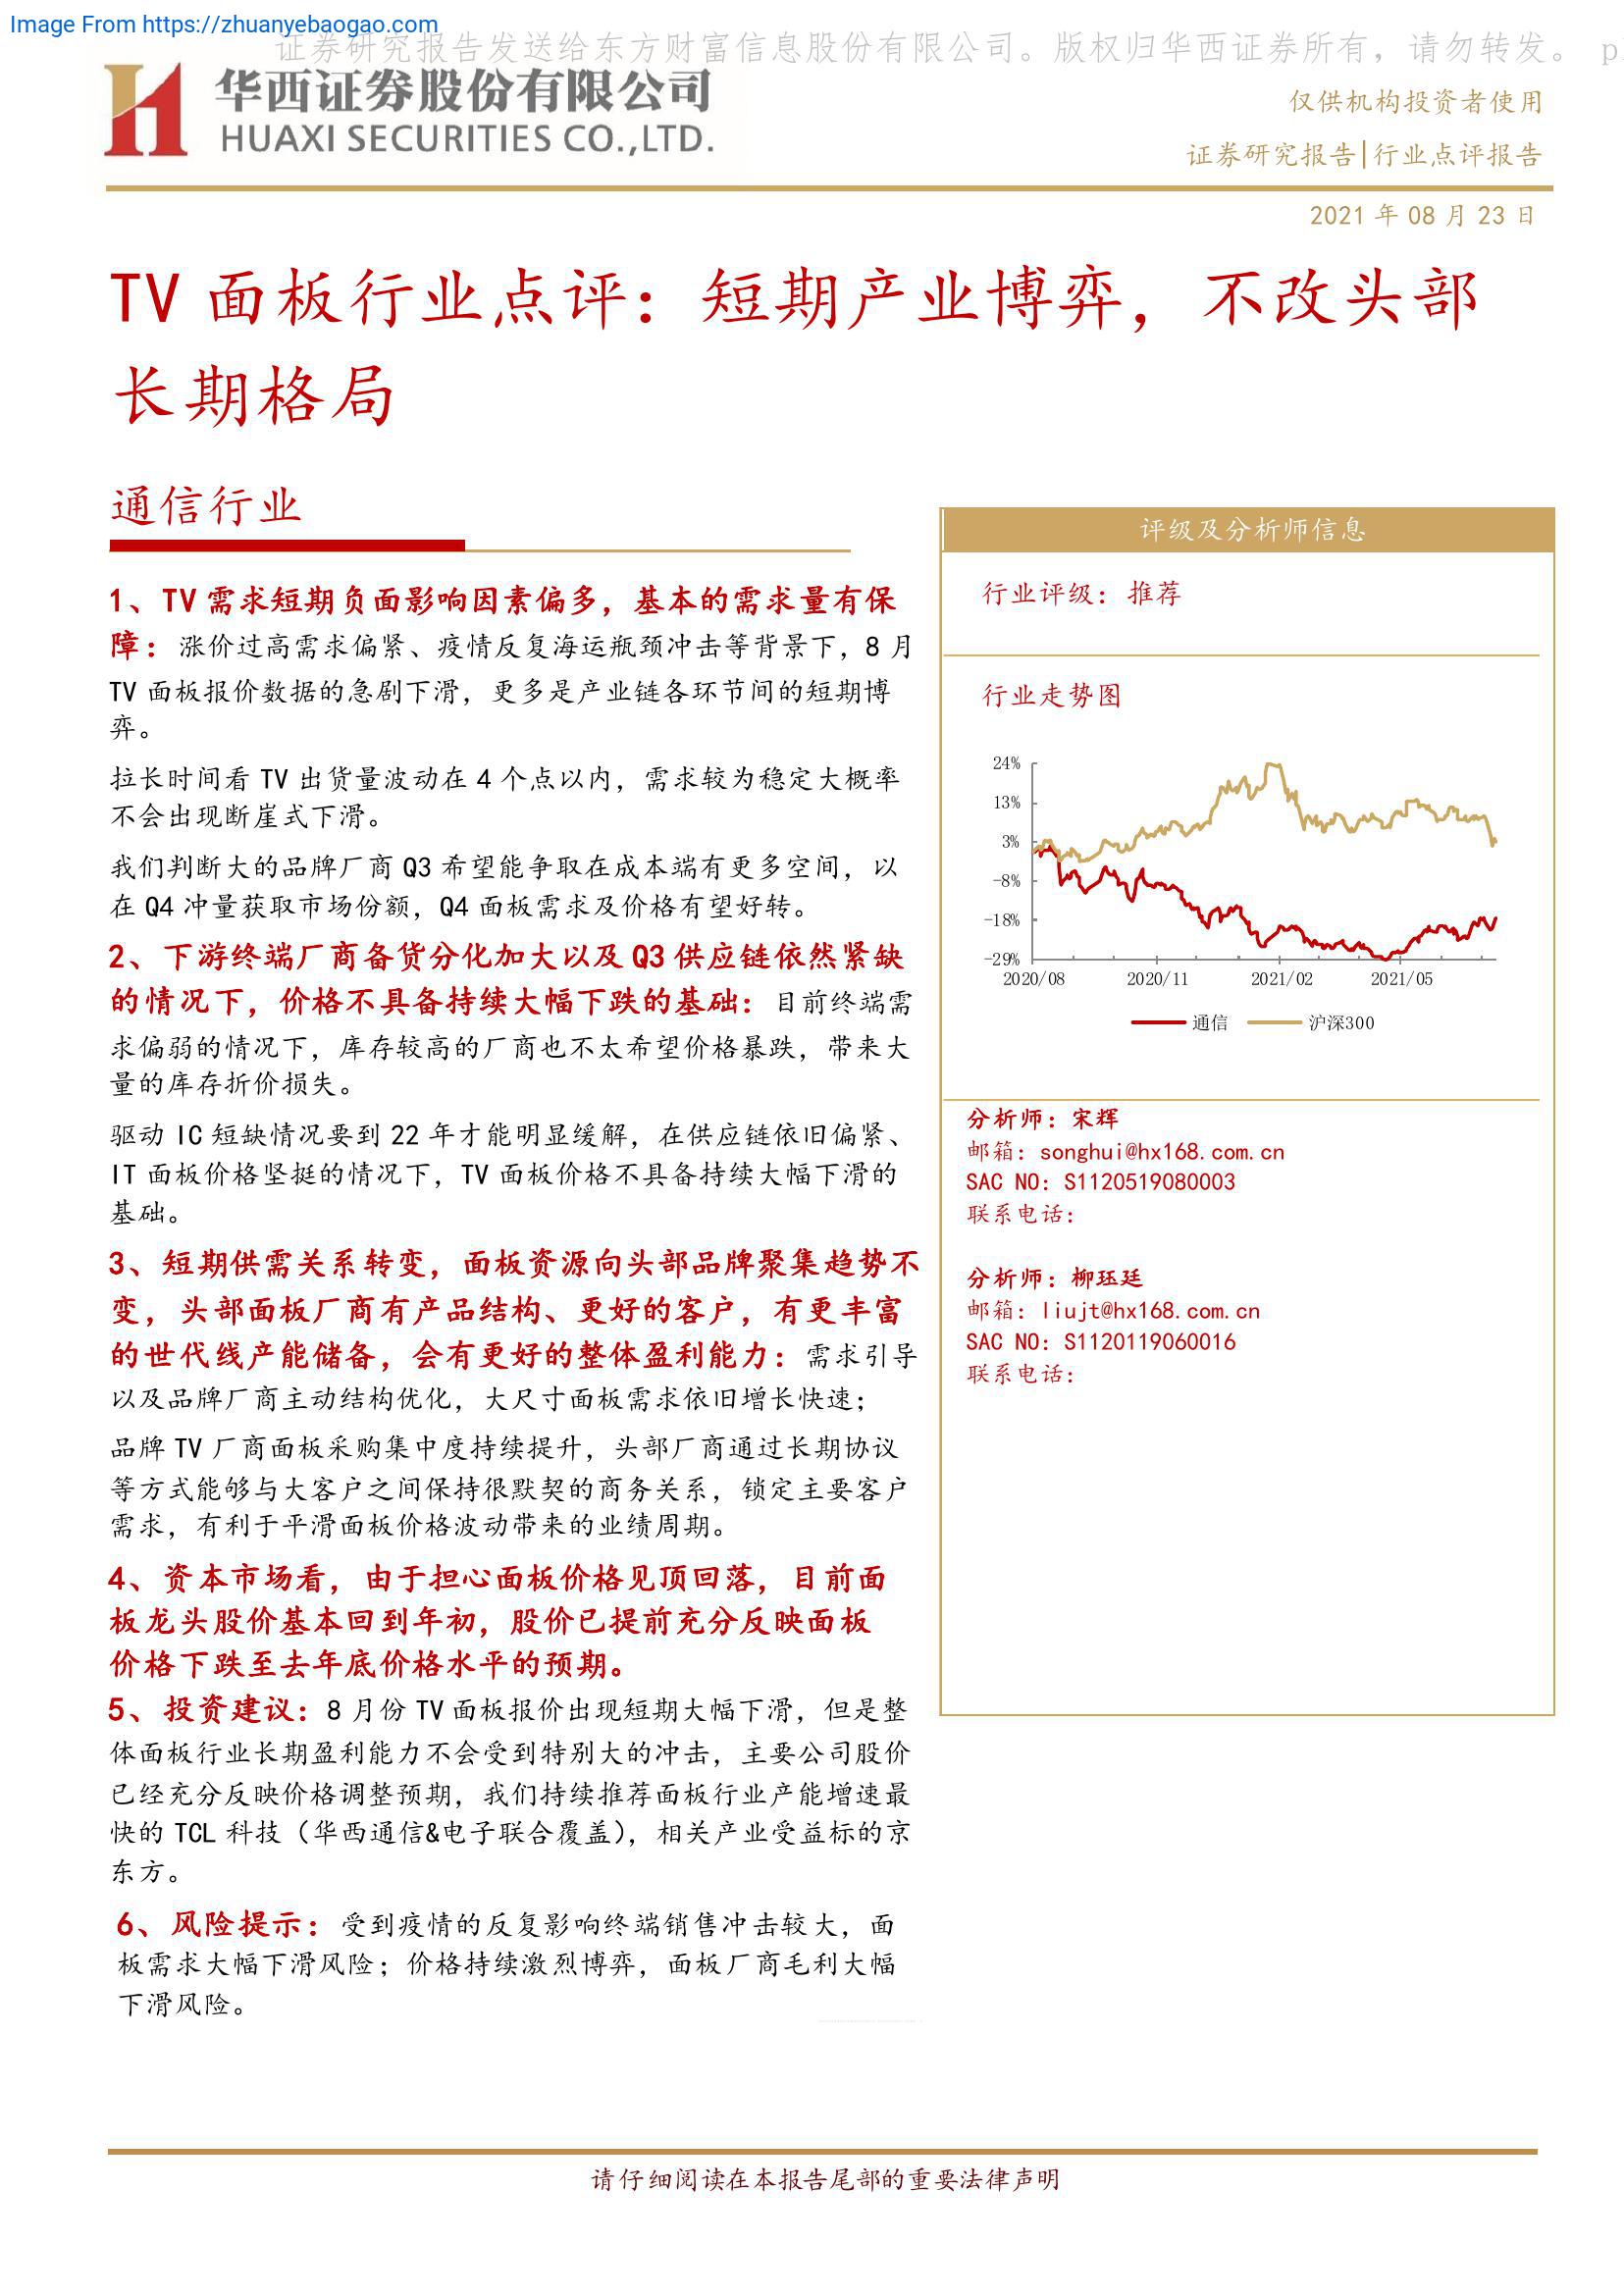 Image From https://zhuanyebaogao.com
证券研究报告发送给东方财富信息股份有限公司。版权归华西证券所有，请勿转发。 p
华西证券股份有限公司
HUAXI SECURITIES CO.,LTD.
仅供机构投资者使用
证券研究报告|行业点评报告
2021 年 08 月 23 日
TV 面板行业点评：短期产业博弈，不改头部
长期格局
通信行业
1、TV 需求短期负面影响因素偏多，基本的需求量有保
障：涨价过高需求偏紧、疫情反复海运瓶颈冲击等背景下，8 月
TV 面板报价数据的急剧下滑，更多是产业链各环节间的短期博
弈。
拉长时间看 TV 出货量波动在 4 个点以内，需求较为稳定大概率
不会出现断崖式下滑。
我们判断大的品牌厂商 Q3 希望能争取在成本端有更多空间，以
在 Q4 冲量获取市场份额，Q4 面板需求及价格有望好转。
2、下游终端厂商备货分化加大以及 Q3 供应链依然紧缺
的情况下，价格不具备持续大幅下跌的基础：目前终端需
求偏弱的情况下，库存较高的厂商也不太希望价格暴跌，带来大
量的库存折价损失。
驱动 IC 短缺情况要到 22 年才能明显缓解，在供应链依旧偏紧、
IT 面板价格坚挺的情况下，TV 面板价格不具备持续大幅下滑的
基础。
3、短期供需关系转变，面板资源向头部品牌聚集趋势不
变，头部面板厂商有产品结构、更好的客户，有更丰富
的世代线产能储备，会有更好的整体盈利能力：需求引导
以及品牌厂商主动结构优化，大尺寸面板需求依旧增长快速；
品牌 TV 厂商面板采购集中度持续提升，头部厂商通过长期协议
等方式能够与大客户之间保持很默契的商务关系，锁定主要客户
需求，有利于平滑面板价格波动带来的业绩周期。
4、资本市场看，由于担心面板价格见顶回落，目前面
板龙头股价基本回到年初，股价已提前充分反映面板
价格下跌至去年底价格水平的预期。
5、投资建议：8 月份 TV 面板报价出现短期大幅下滑，但是整
体面板行业长期盈利能力不会受到特别大的冲击，主要公司股价
已经充分反映价格调整预期，我们持续推荐面板行业产能增速最
快的 TCL 科技（华西通信&电子联合覆盖），相关产业受益标的京
东方。
6、风险提示：受到疫情的反复影响终端销售冲击较大，面
板需求大幅下滑风险；价格持续激烈博弈，面板厂商毛利大幅
下滑风险。
评级及分析师信息
行业评级：推荐
行业走势图
24%
13%
3%
-8%
-18%
-29%
2020/08 2020/11 2021/02 2021/05
通信 沪深300
分析师：宋辉
邮箱：songhui@hx168.com.cn
SAC NO：S1120519080003
联系电话：
分析师：柳珏廷
邮箱：liujt@hx168.com.cn
SAC NO：S1120119060016
联系电话：
请仔细阅读在本报告尾部的重要法律声明